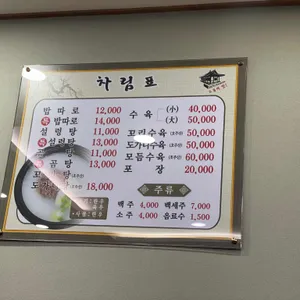 차림표
밥따로 12,000
특밥따로 14,000
설렁탕 11,000
특설렁탕 13,000
곰탕 11,000
특곰탕 13,000
18,000
수육 (小) 40,000
(大) 50,000
꼬리수육 50,000
도가니수육 50,000
모듬수육 60,000
포장 20,000
주류
맥주 4,000 백세주 7,000
소주 4,000 음료수 1,500